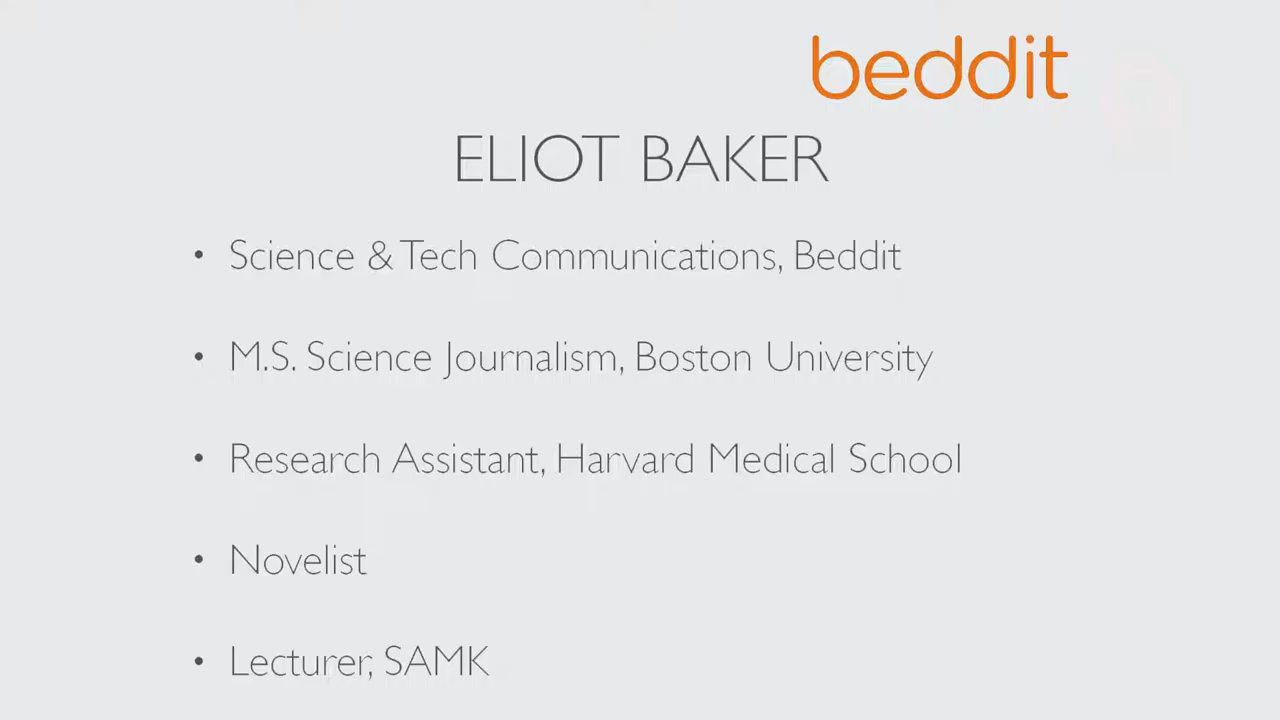 beddit
ELIOT BAKER
• Science & Tech Communications, Beddit
• M.S. Science Journalism, Boston University
• Research Assistant, Harvard Medical School
• Novelist
• Lecturer, SAMK